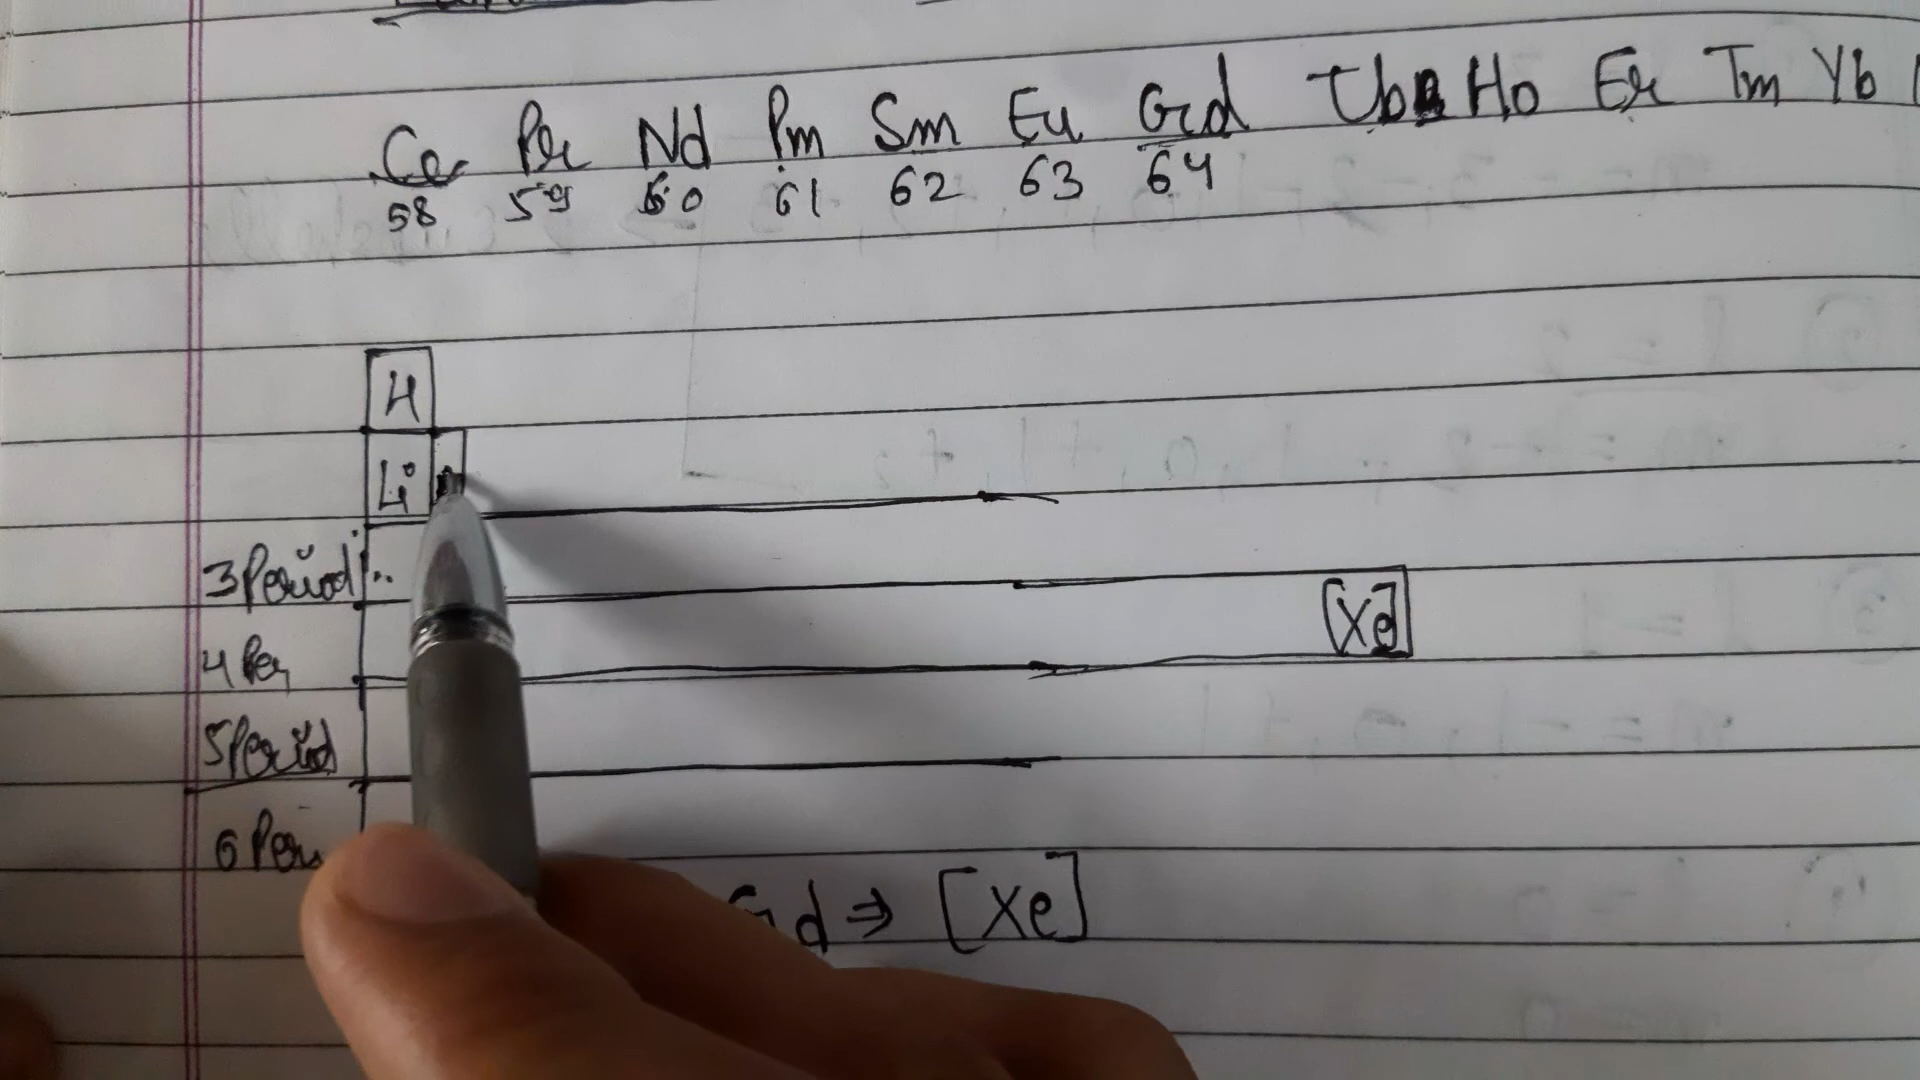 Ce Pr Nd Pm Sm Eu Gd Tb Ho Er Tm Yb
58 59 60 61 62 63 64
H
Li
3 Period
[Xe]
4 Per
5 Period
6 Per
Gd ⇒ [Xe]